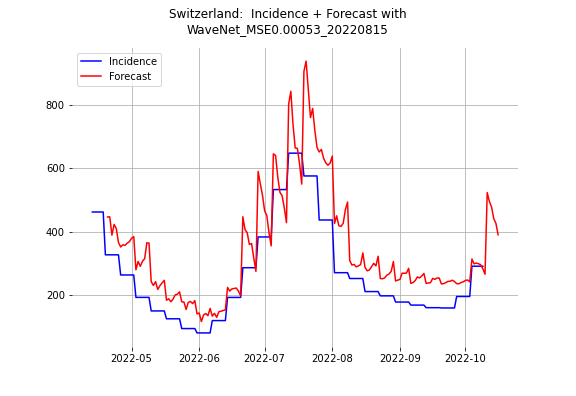 Switzerland:  Incidence + Forecast with
WaveNet_MSE0.00053_20220815
Incidence
Forecast
800
600
400
200
2022-05
2022-06
2022-07
2022-08
2022-09
2022-10